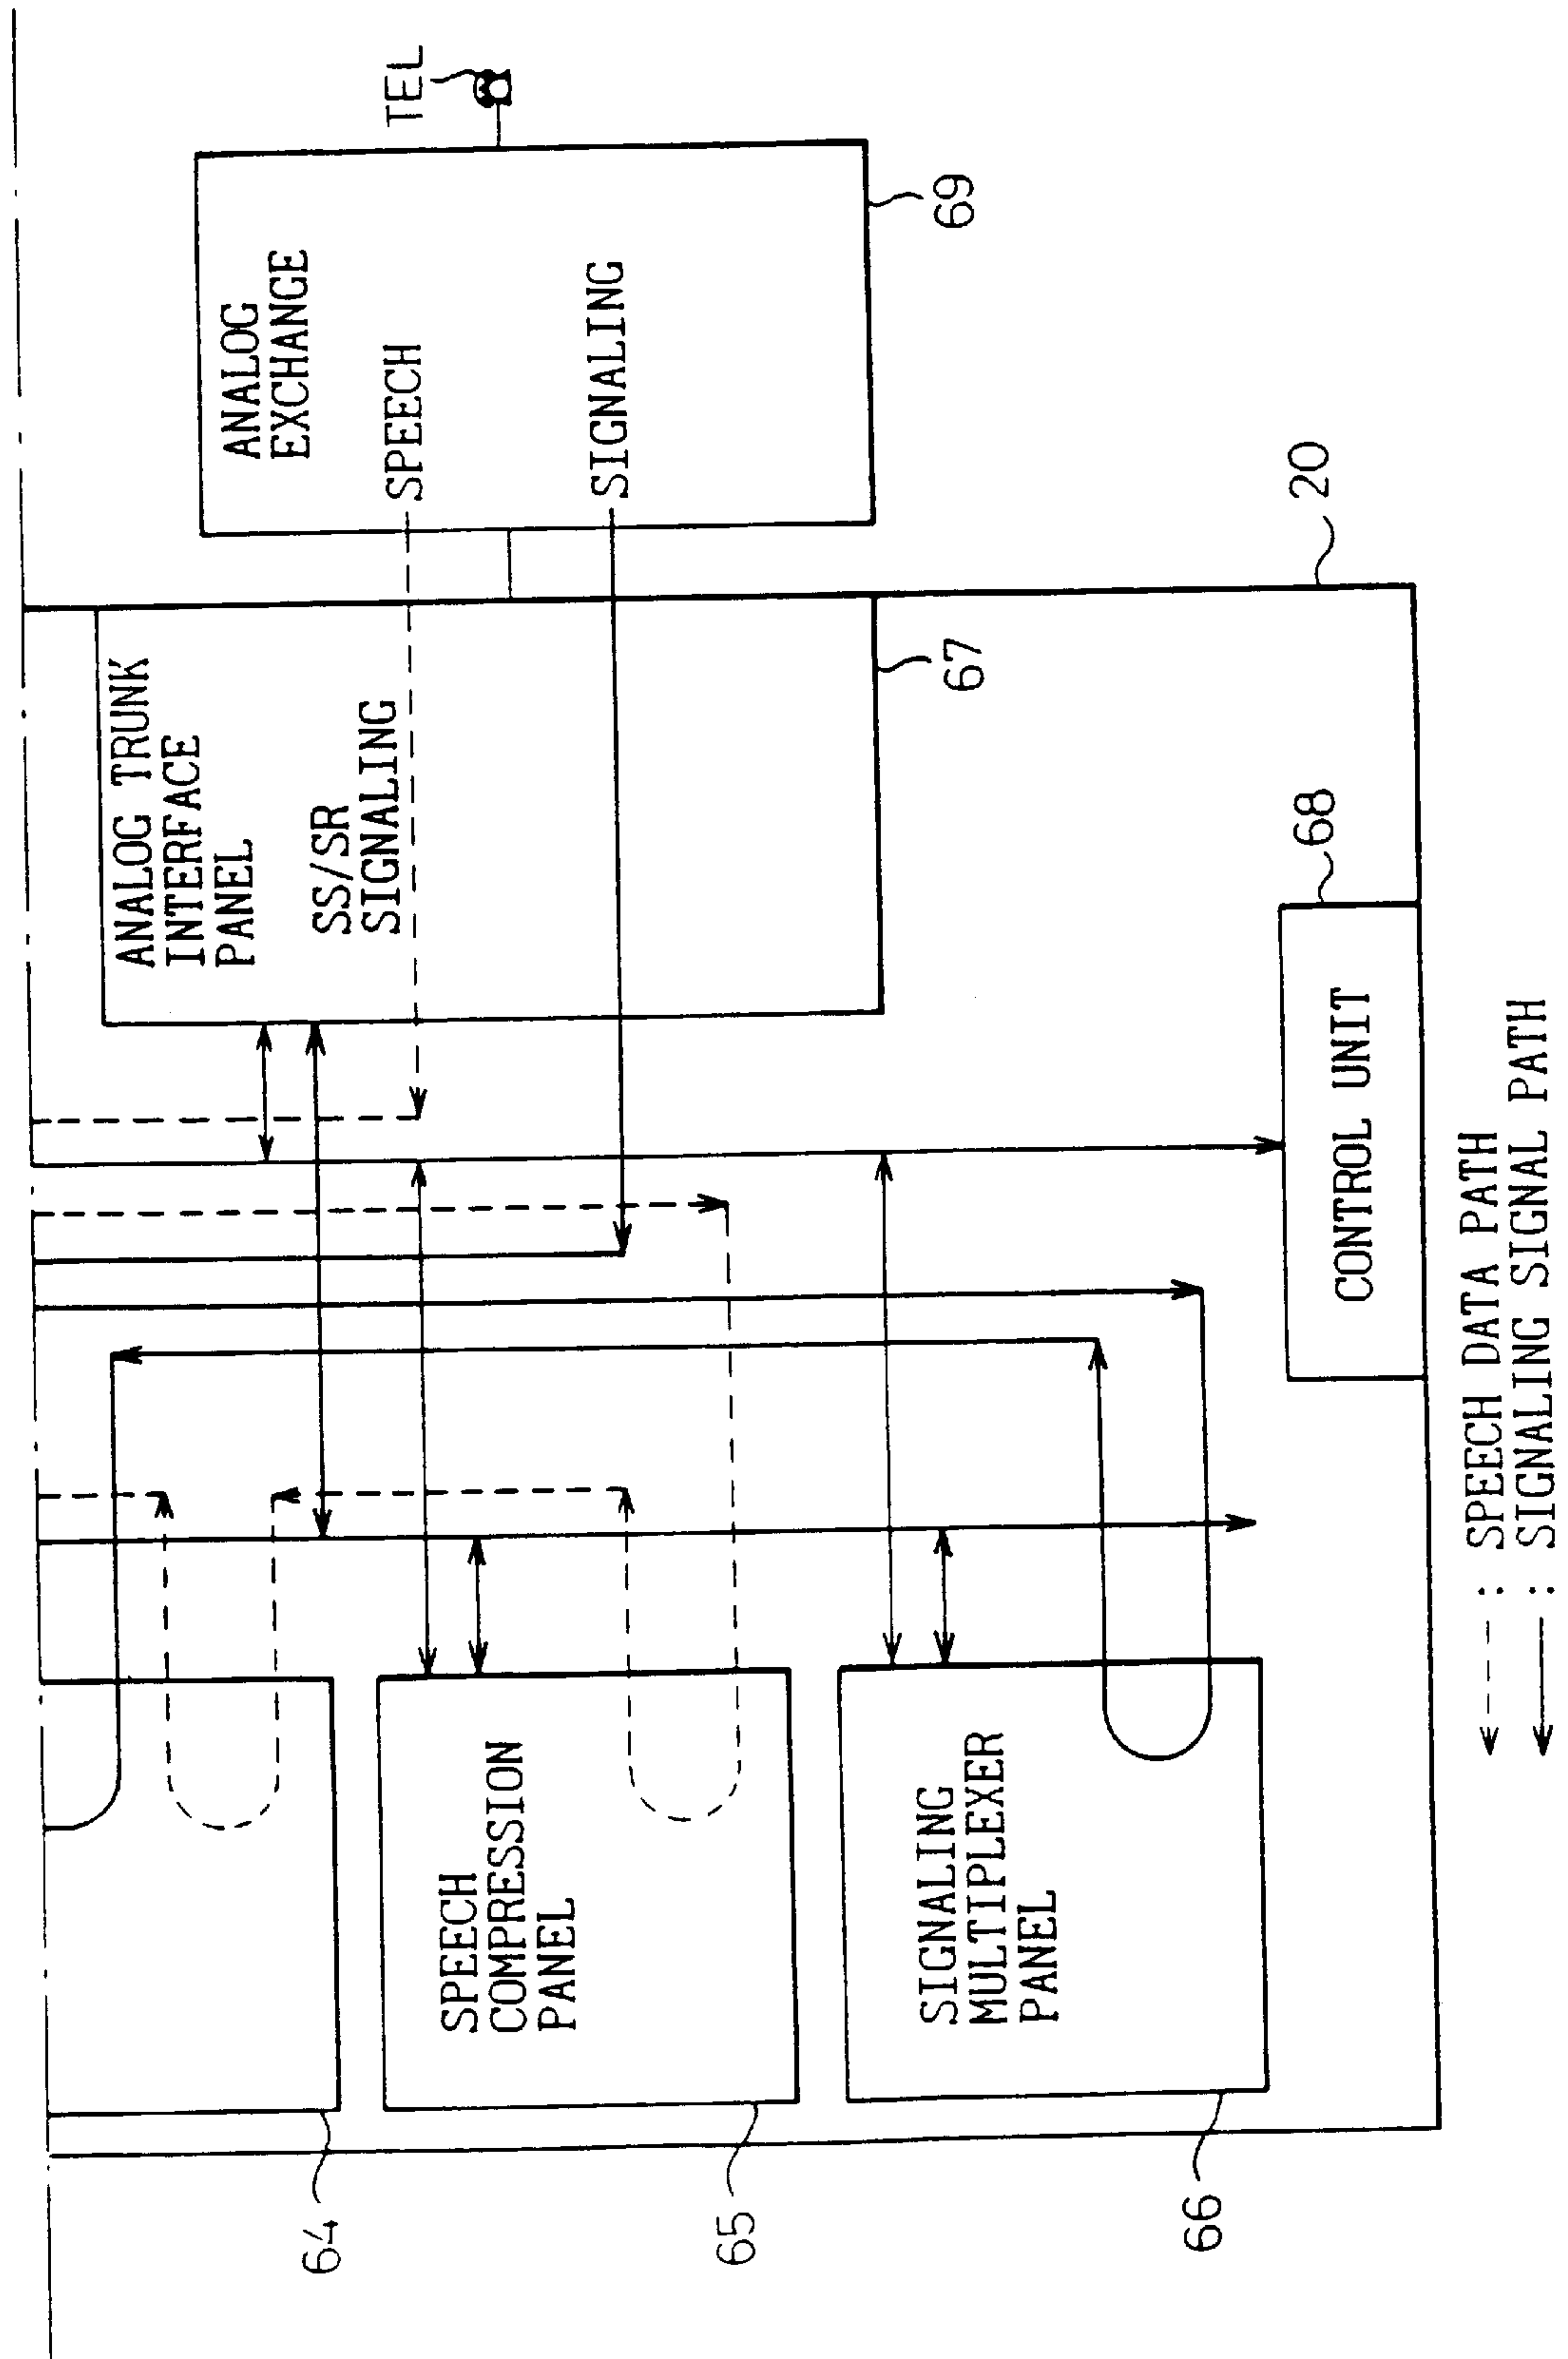 TEL
ANALOG
EXCHANGE
SPEECH
SIGNALING
69
ANALOG TRUNK
INTERFACE
PANEL
SS/SR
SIGNALING
67
20
CONTROL UNIT
68
64
SPEECH
COMPRESSION
PANEL
65
SIGNALING
MULTIPLEXER
PANEL
66
: SPEECH DATA PATH
: SIGNALING SIGNAL PATH